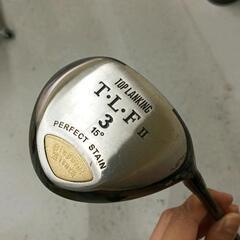 TOP LANKING
T·L·F II
3
15°
PERFECT STAIN